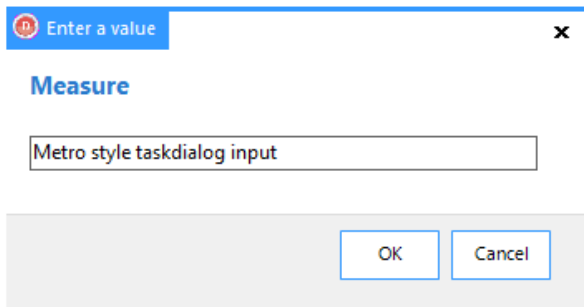 Enter a value
Measure
Metro style taskdialog input
OK
Cancel